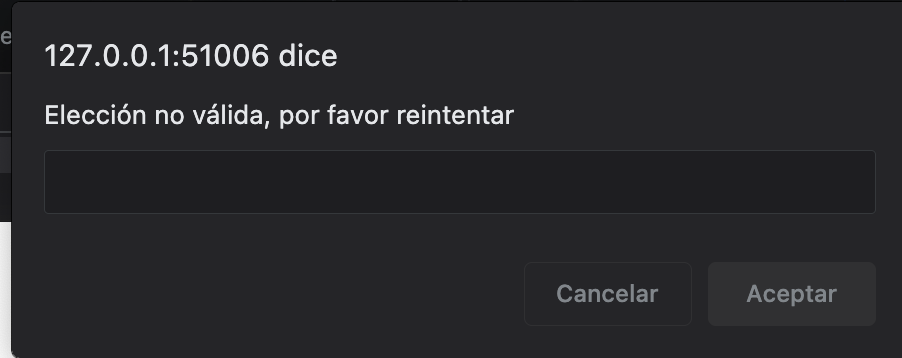 e
127.0.0.1:51006 dice
Elección no válida, por favor reintentar
Cancelar
Aceptar